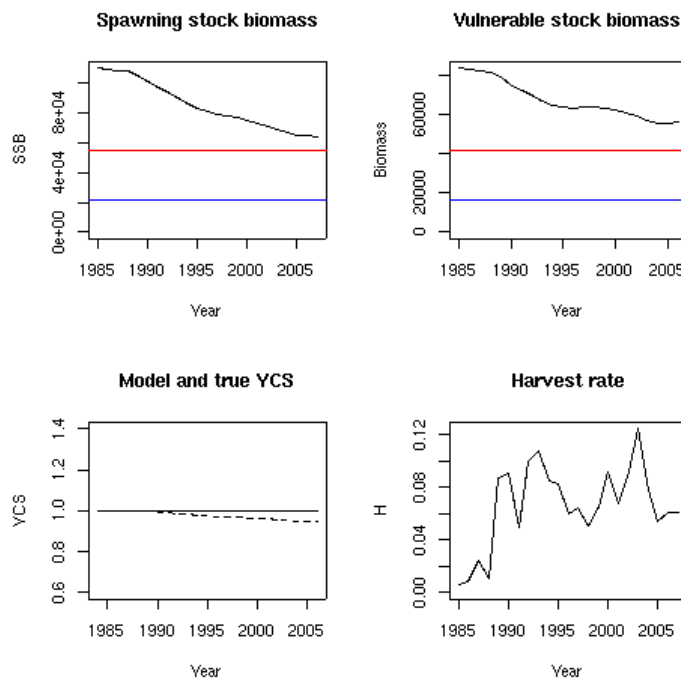 Spawning stock biomass
SSB
0e+00 4e+04 8e+04
1985 1990 1995 2000 2005
Year
Vulnerable stock biomass
Biomass
0 20000 60000
1985 1990 1995 2000 2005
Year
Model and true YCS
YCS
0.6 0.8 1.0 1.2 1.4
1985 1990 1995 2000 2005
Year
Harvest rate
H
0.00 0.04 0.08 0.12
1985 1990 1995 2000 2005
Year